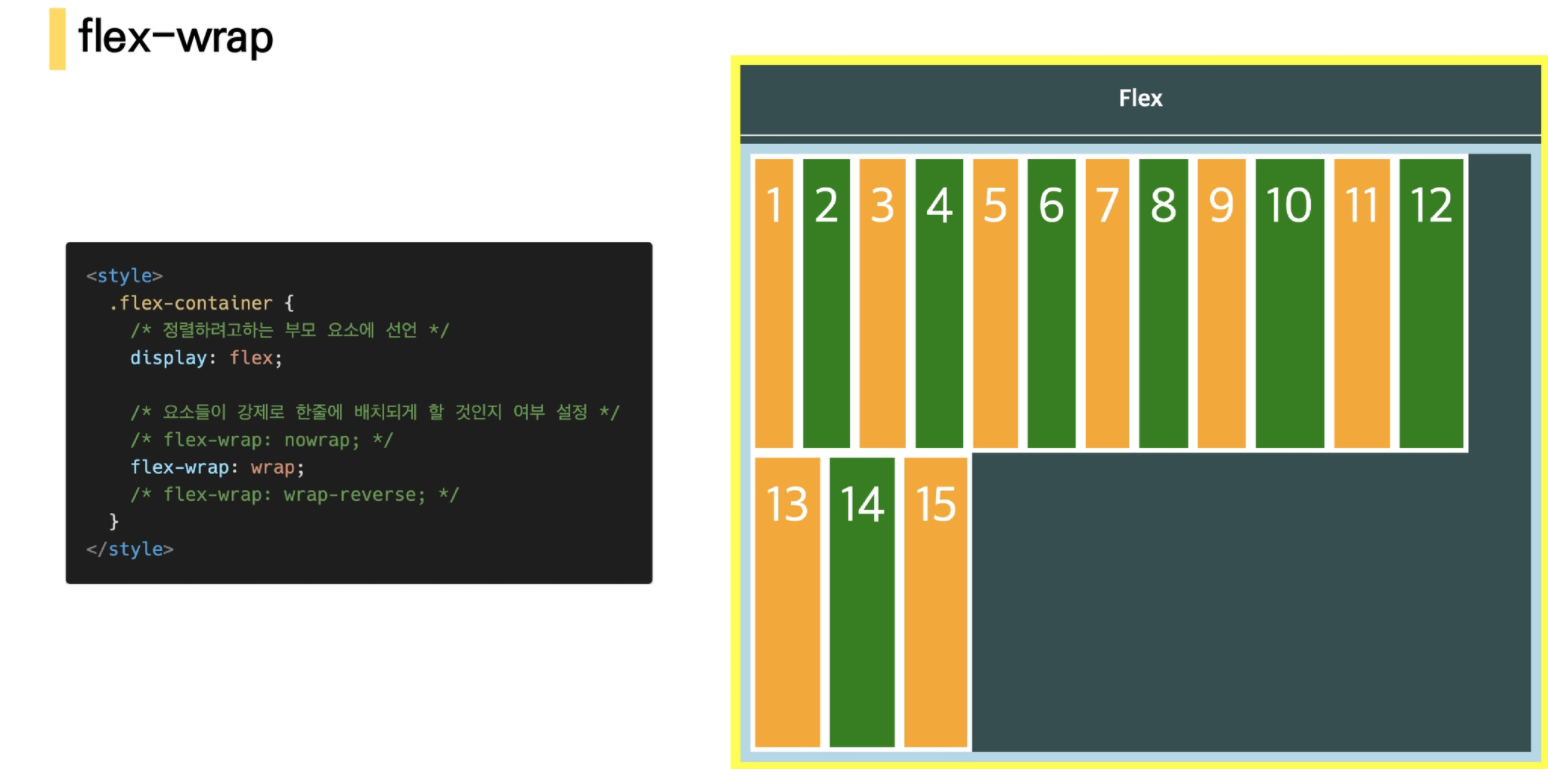 flex-wrap
<style>
.flex-container {
/* 정렬하려고하는 부모 요소에 선언 */
display: flex;
/* 요소들이 강제로 한줄에 배치되게 할 것인지 여부 설정 */
/* flex-wrap: nowrap; */
flex-wrap: wrap;
/* flex-wrap: wrap-reverse; */
}
</style>
Flex
1 2 3 4 5 6 7 8 9 10 11 12
13 14 15